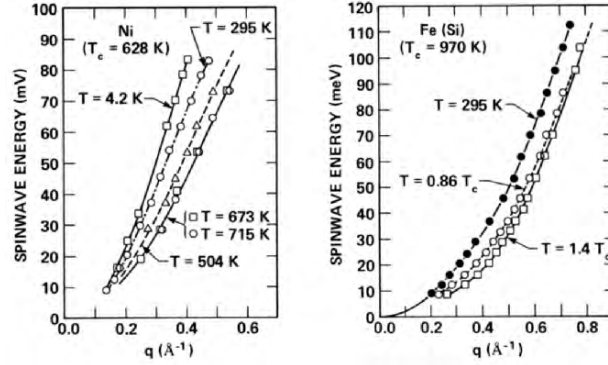 100
90
80
70
60
50
40
30
20
10
0
SPINWAVE ENERGY (mV)
Ni
(Tc = 628 K)
T = 295 K
T = 4.2 K
T = 673 K
T = 715 K
T = 504 K
0.0 0.2 0.4 0.6
q (Å⁻¹)
120
110
100
90
80
70
60
50
40
30
20
10
0
SPINWAVE ENERGY (meV)
Fe (Si)
(Tc = 970 K)
T = 295 K
T = 0.86 Tc
T = 1.4 Tc
0.0 0.2 0.4 0.6 0.8
q (Å⁻¹)